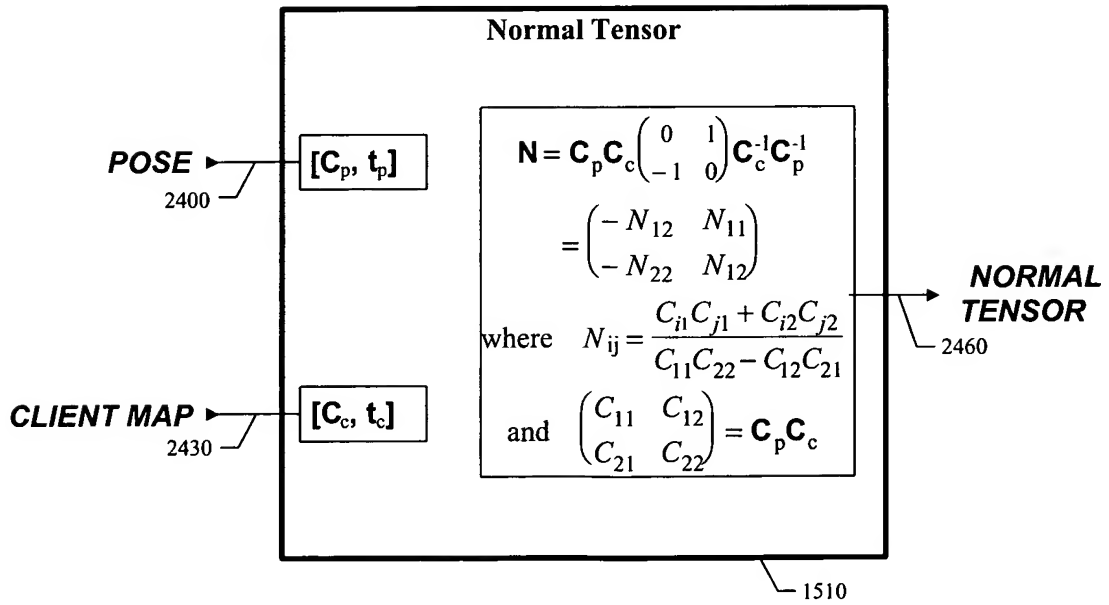 Normal Tensor
POSE
2400
[C_p, t_p]
CLIENT MAP
2430
[C_c, t_c]
N = C_p C_c ( 0 1 ; −1 0 ) C_c^-1 C_p^-1
= ( − N_12 N_11 ; − N_22 N_12 )
where N_ij = (C_i1 C_j1 + C_i2 C_j2) / (C_11 C_22 − C_12 C_21)
and ( C_11 C_12 ; C_21 C_22 ) = C_p C_c
NORMAL
TENSOR
2460
1510